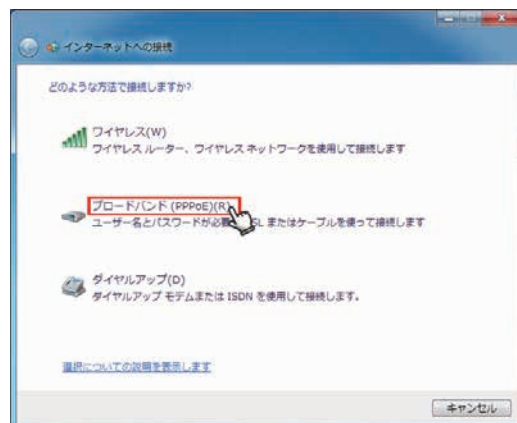 インターネットへの接続
どのような方法で接続しますか?
ワイヤレス(W)
ワイヤレス ルーター、ワイヤレス ネットワークを使用して接続します
ブロードバンド (PPPoE)(R)
ユーザー名とパスワードが必要 SL またはケーブルを使って接続します
ダイヤルアップ(D)
ダイヤルアップ モデムまたは ISDN を使用して接続します。
選択についての説明を表示します
キャンセル